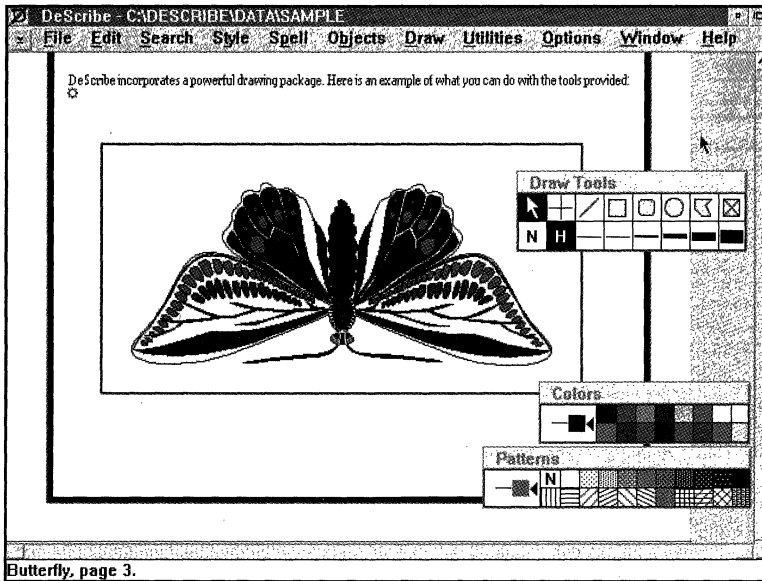 DeScribe - C:\DESCRIBE\DATA\SAMPLE
File Edit Search Style Spell Objects Draw Utilities Options Window Help
DeScribe incorporates a powerful drawing package. Here is an example of what you can do with the tools provided:
Draw Tools
N H
Colors
Patterns
N
Butterfly, page 3.